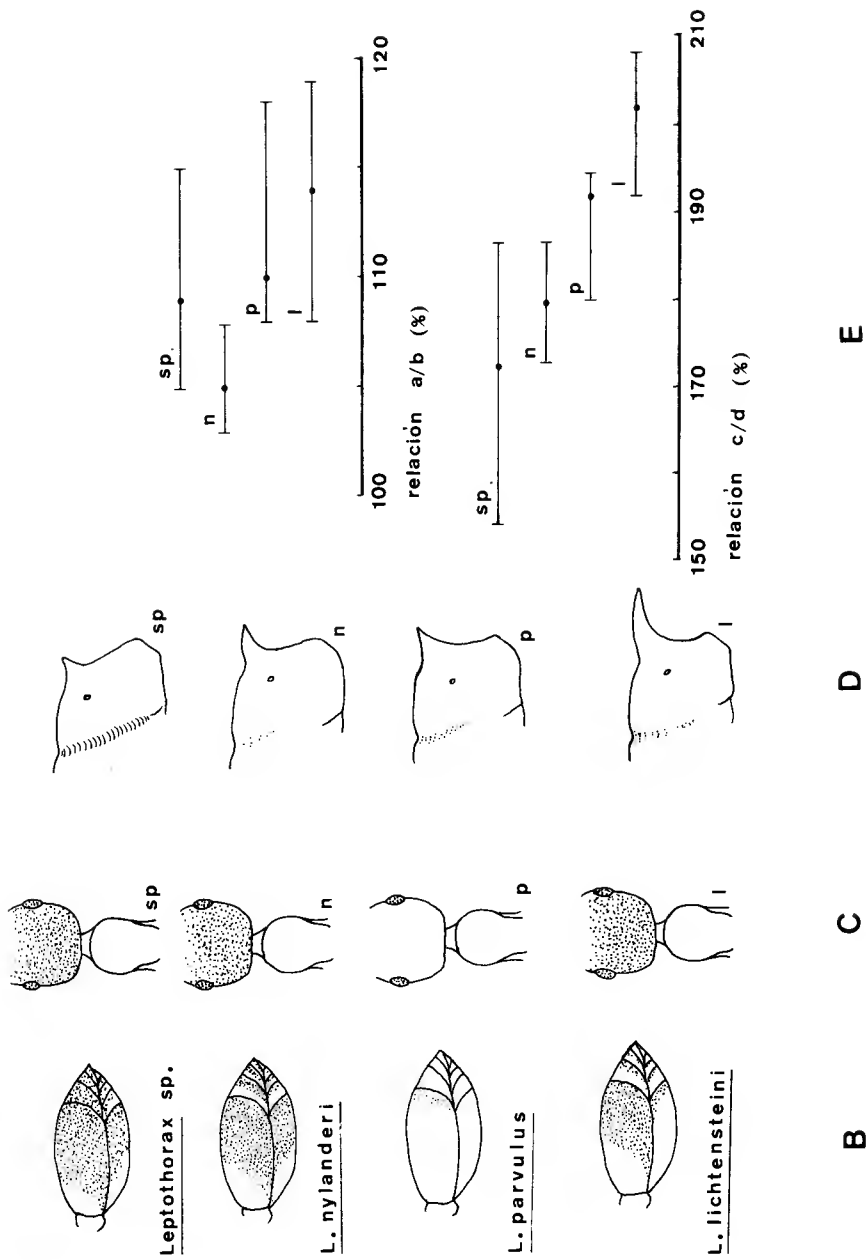 Leptothorax sp.
L. nylanderi
L. parvulus
L. lichtensteini
B
sp
n
p
l
C
sp
n
p
l
D
sp.
n
p
l
100
110
120
relación a/b (%)
sp.
n
p
l
150
170
190
210
relación c/d (%)
E